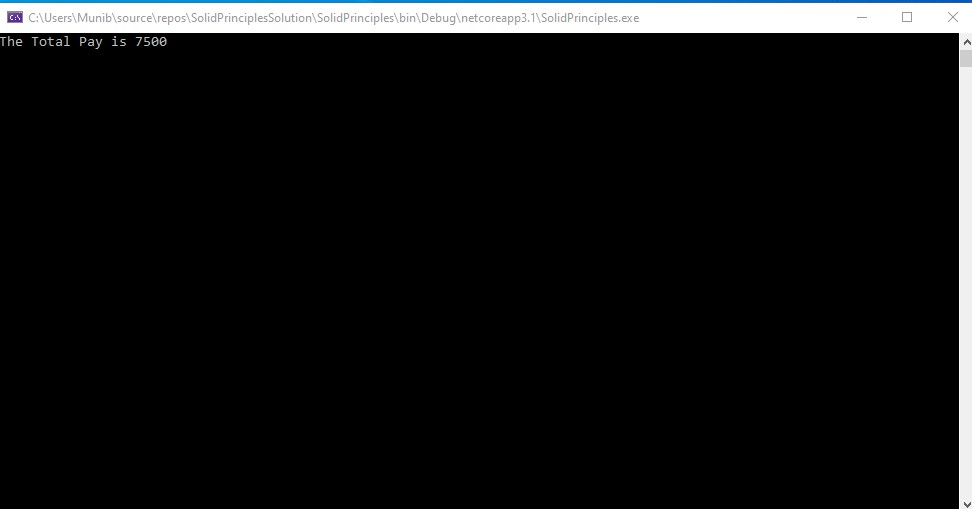 C:\Users\Munib\source\repos\SolidPrinciplesSolution\SolidPrinciples\bin\Debug\netcoreapp3.1\SolidPrinciples.exe
The Total Pay is 7500